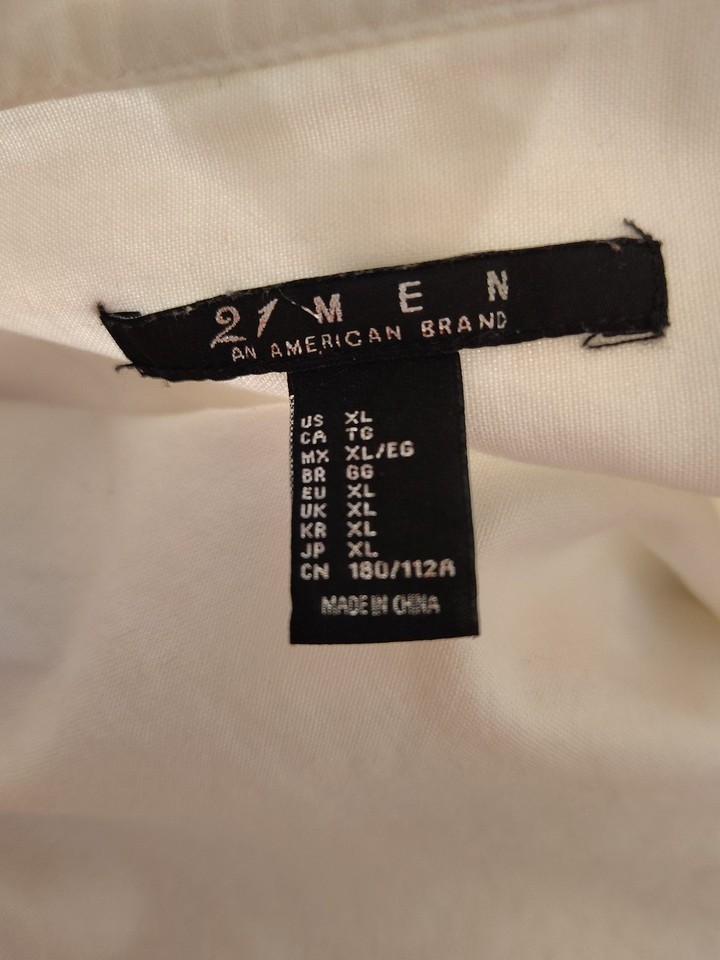 21 MEN
AN AMERICAN BRAND
US XL
CA TG
MX XL/EG
BR GG
EU XL
UK XL
KR XL
JP XL
CN 180/112A
MADE IN CHINA